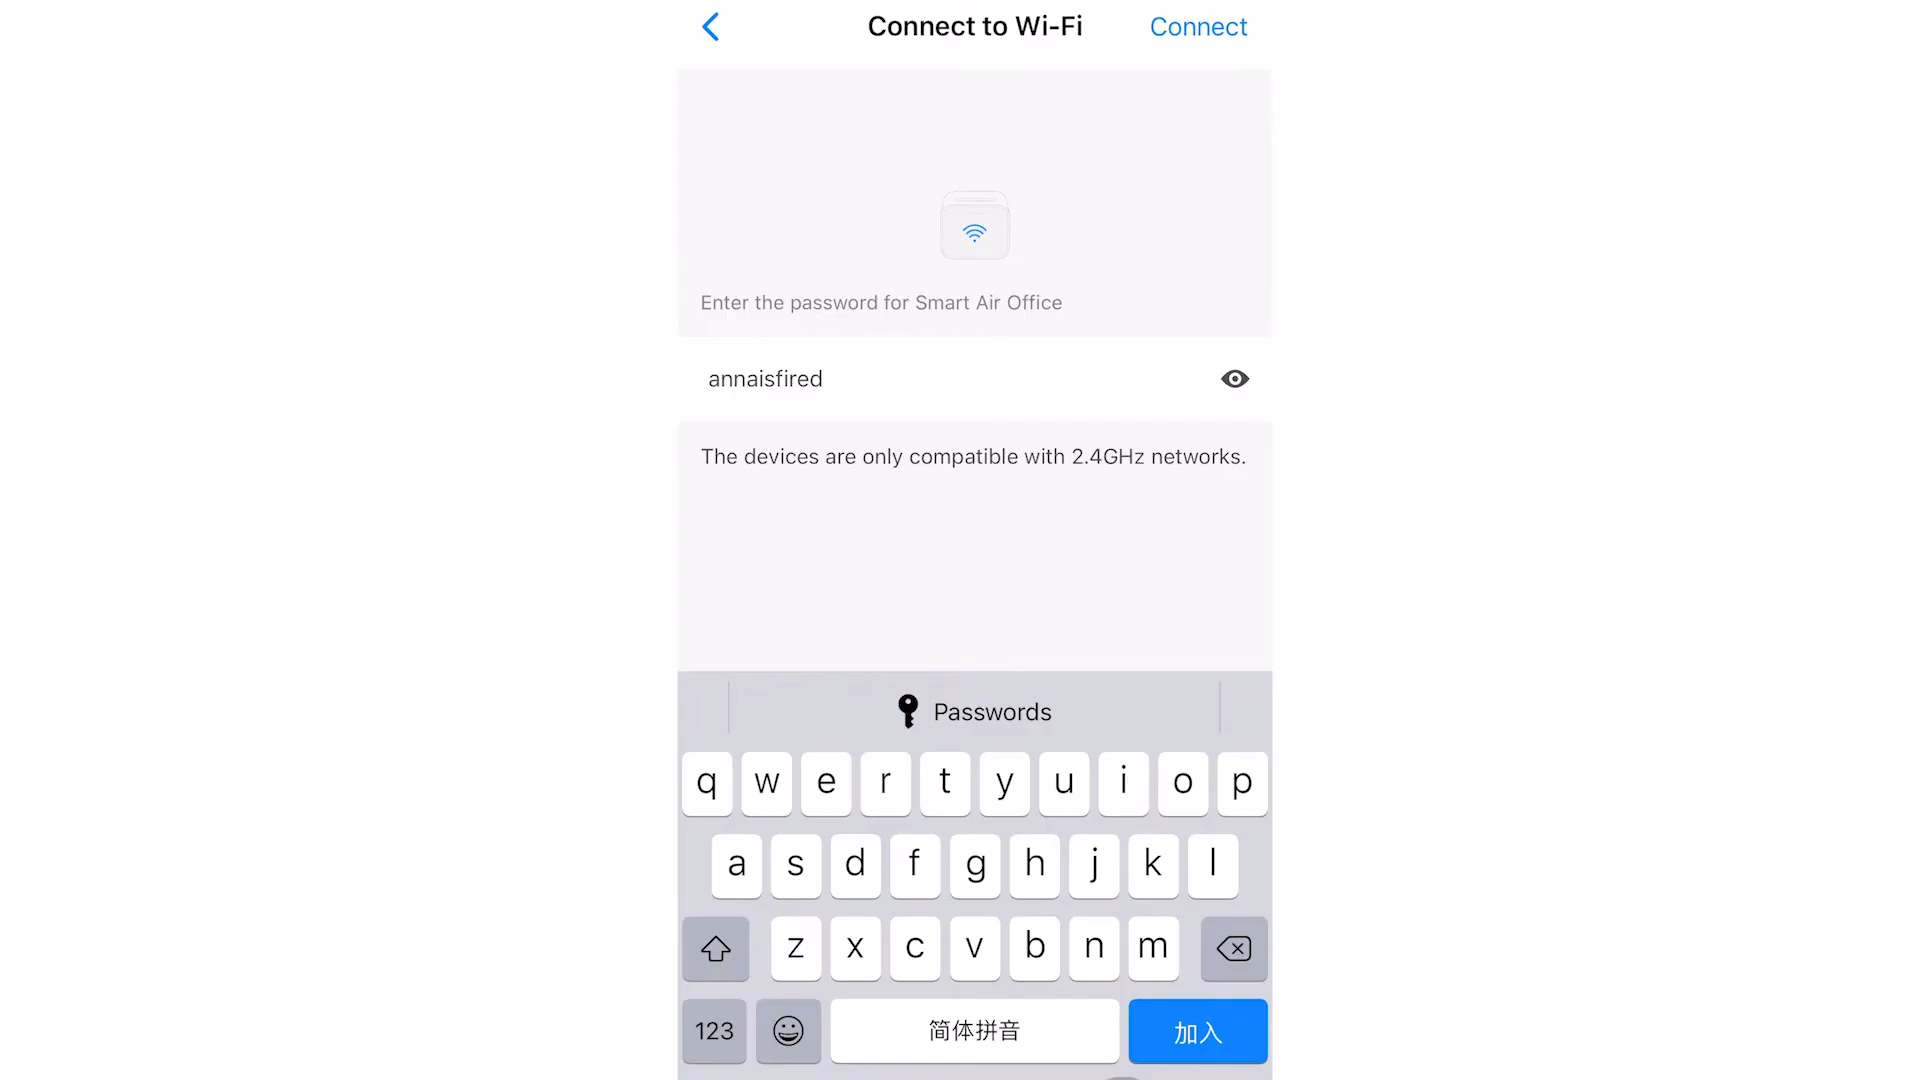 Connect to Wi-Fi Connect
Enter the password for Smart Air Office
annaisfired
The devices are only compatible with 2.4GHz networks.
Passwords
q w e r t y u i o p
a s d f g h j k l
z x c v b n m
123 简体拼音 加入